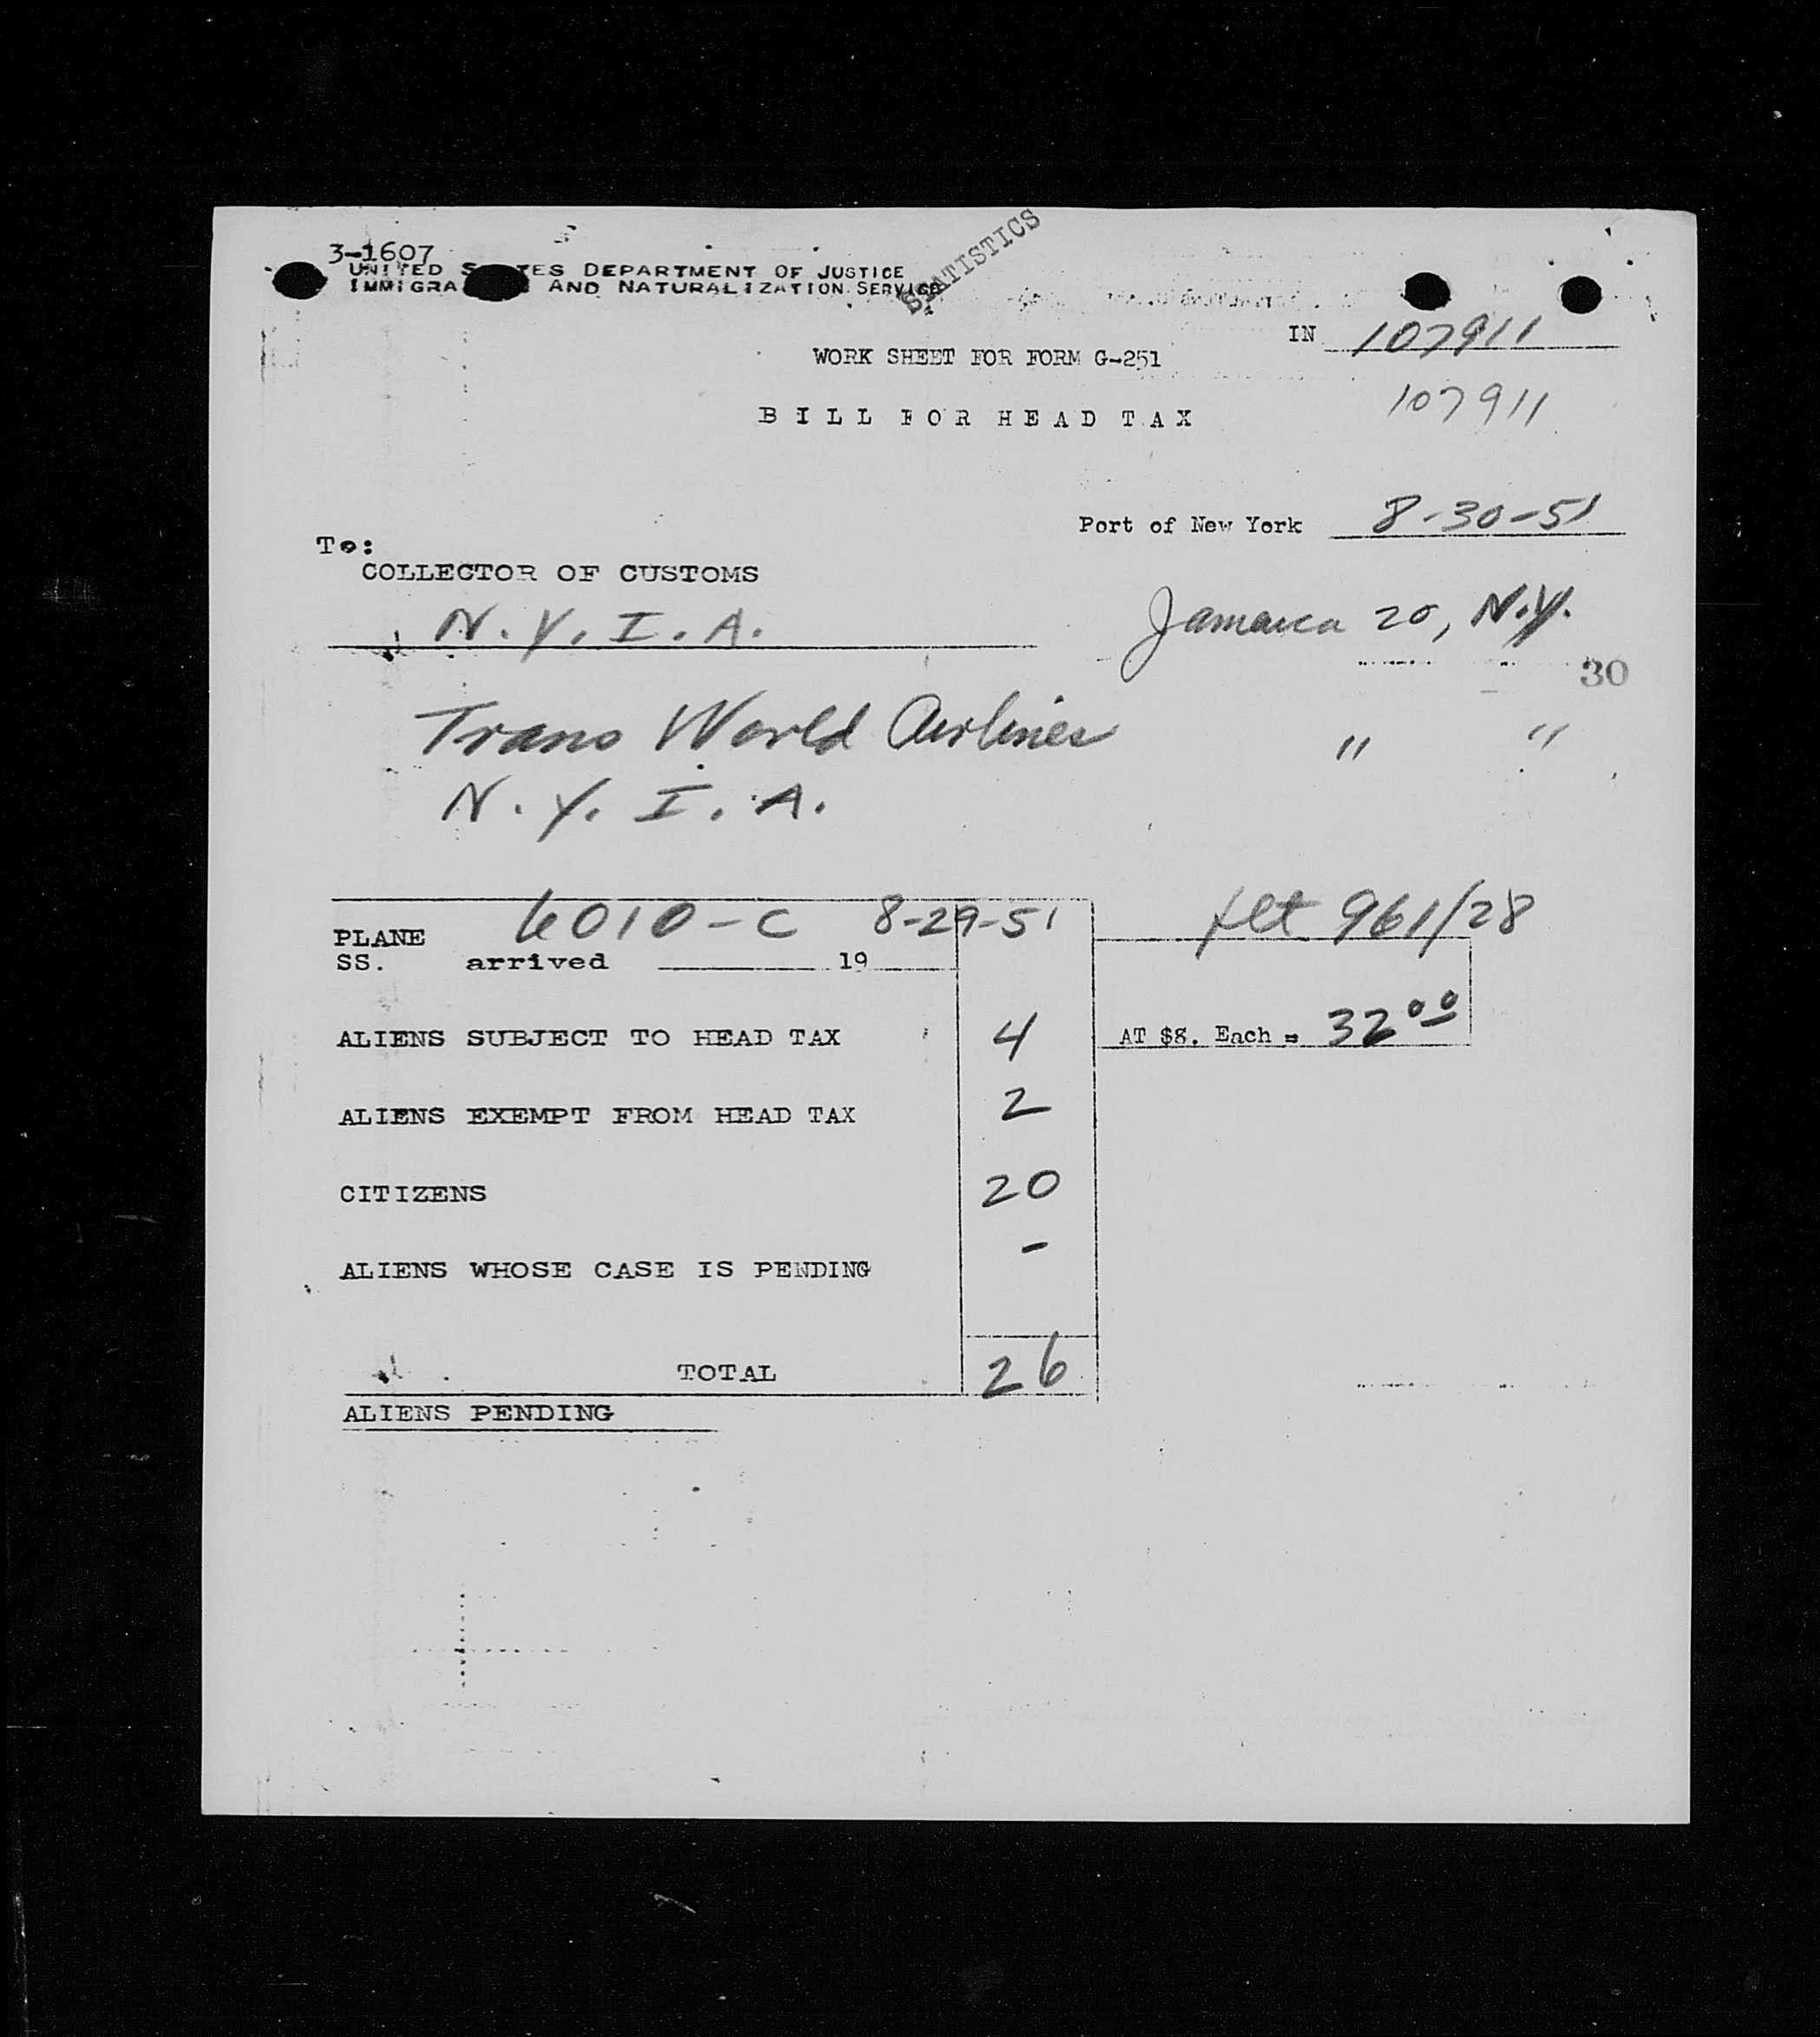 3-1607
STATISTICS
UNITED STATES DEPARTMENT OF JUSTICE
IMMIGRA AND NATURALIZATION SERVICE
IN 107911
WORK SHEET FOR FORM G-251
107911
BILL FOR HEAD TAX
Port of New York 8-30-51
To:
COLLECTOR OF CUSTOMS
N.Y.I.A. Jamaica 20, N.Y.
30
Trans World Airlines " "
N.Y.I.A.
6010-C 8-29-51 flt 961/28
PLANE
SS. arrived 19
ALIENS SUBJECT TO HEAD TAX 4 AT $8. Each = 32 00
ALIENS EXEMPT FROM HEAD TAX 2
CITIZENS 20
ALIENS WHOSE CASE IS PENDING -
TOTAL 26
ALIENS PENDING